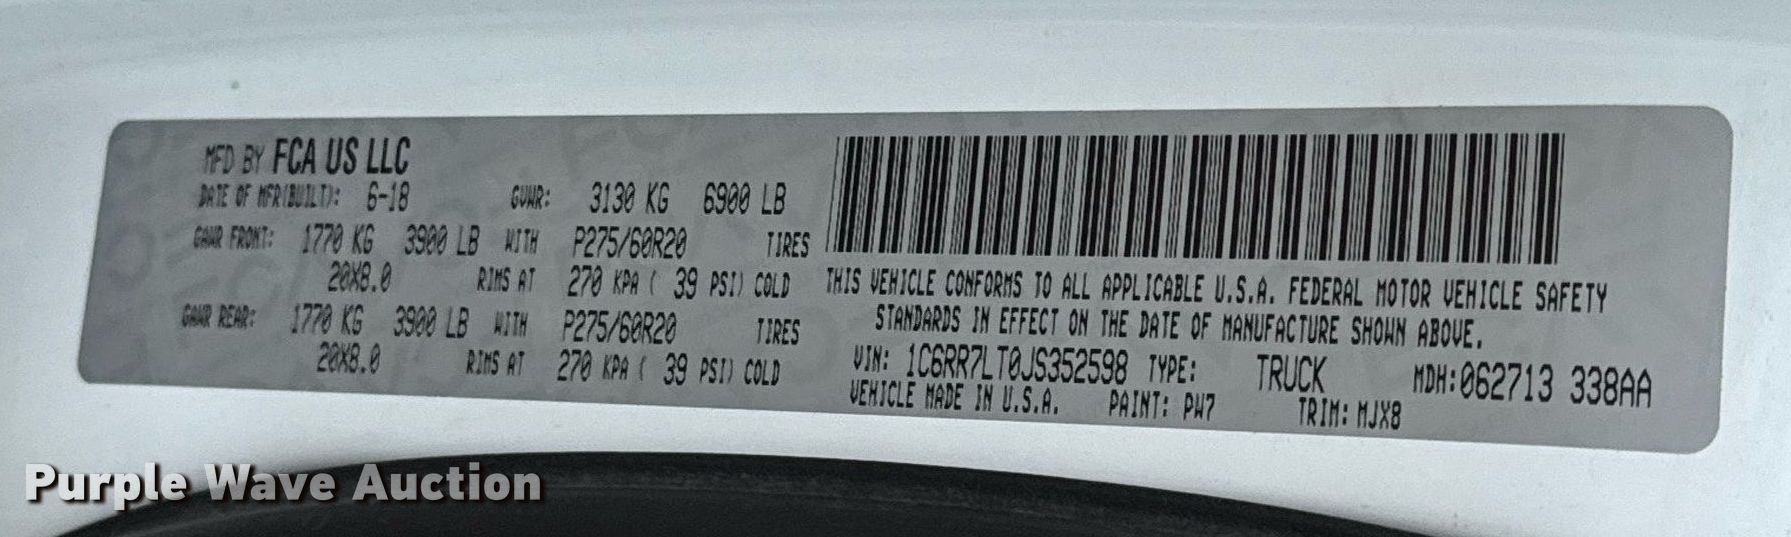 MFD BY FCA US LLC
DATE OF MFR(BUILT): 6-18 GVWR: 3130 KG 6900 LB
GAWR FRONT: 1770 KG 3900 LB WITH P275/60R20 TIRES
20X8.0 RIMS AT 270 KPA ( 39 PSI) COLD
GAWR REAR: 1770 KG 3900 LB WITH P275/60R20 TIRES
20X8.0 RIMS AT 270 KPA ( 39 PSI) COLD
THIS VEHICLE CONFORMS TO ALL APPLICABLE U.S.A. FEDERAL MOTOR VEHICLE SAFETY
STANDARDS IN EFFECT ON THE DATE OF MANUFACTURE SHOWN ABOVE.
VIN: 1C6RR7LT0JS352598 TYPE: TRUCK MDH:062713 338AA
VEHICLE MADE IN U.S.A. PAINT: PW7 TRIM: MJX8
Purple Wave Auction